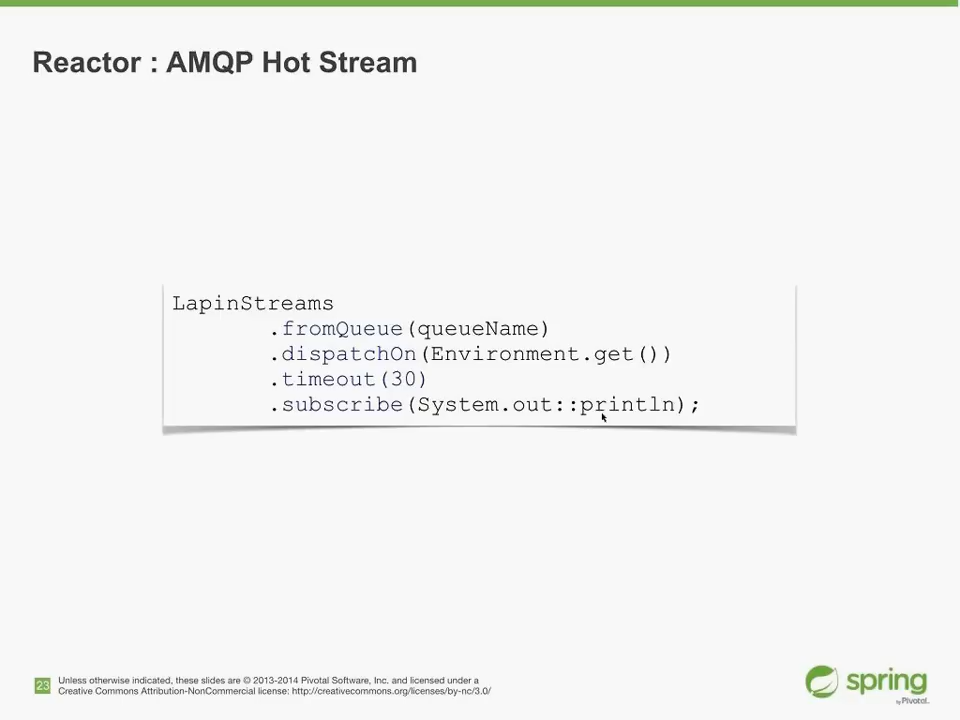 Reactor : AMQP Hot Stream
LapinStreams
.fromQueue(queueName)
.dispatchOn(Environment.get())
.timeout(30)
.subscribe(System.out::println);
23
Unless otherwise indicated, these slides are © 2013-2014 Pivotal Software, Inc. and licensed under a
Creative Commons Attribution-NonCommercial license: http://creativecommons.org/licenses/by-nc/3.0/
spring
by Pivotal.